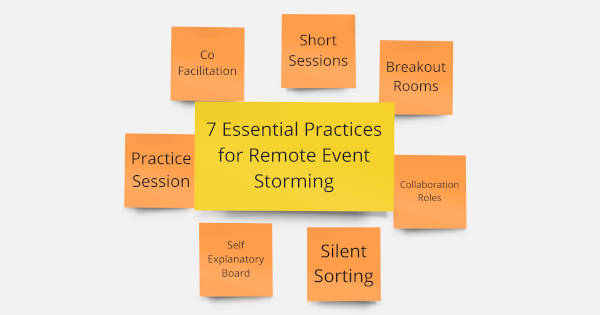 Co
Facilitation
Short
Sessions
Breakout
Rooms
7 Essential Practices
for Remote Event
Storming
Practice
Session
Collaboration
Roles
Self
Explanatory
Board
Silent
Sorting